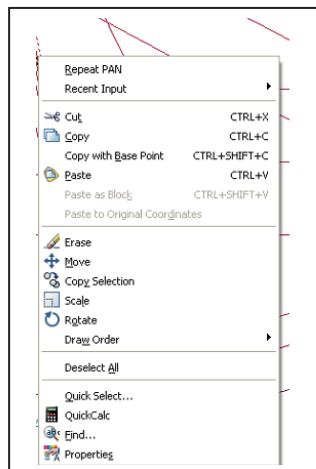 Repeat PAN
Recent Input
Cut CTRL+X
Copy CTRL+C
Copy with Base Point CTRL+SHIFT+C
Paste CTRL+V
Paste as Block CTRL+SHIFT+V
Paste to Original Coordinates
Erase
Move
Copy Selection
Scale
Rotate
Draw Order
Deselect All
Quick Select...
QuickCalc
Find...
Properties